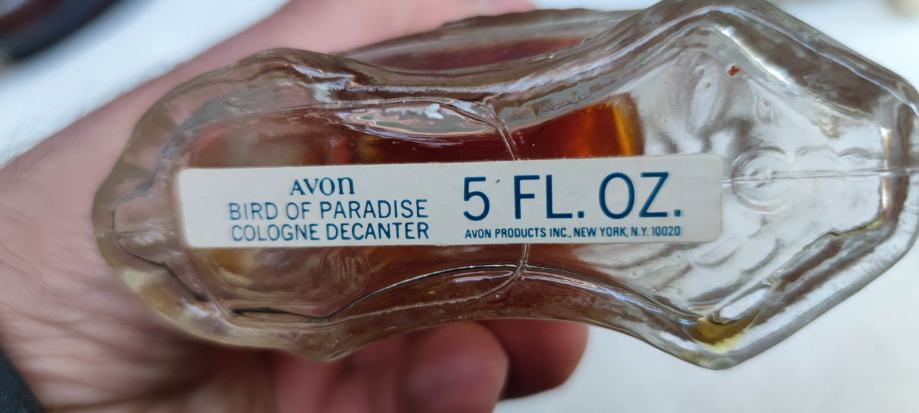 AVON
BIRD OF PARADISE
COLOGNE DECANTER
5 FL. OZ.
AVON PRODUCTS INC., NEW YORK, N.Y. 10020